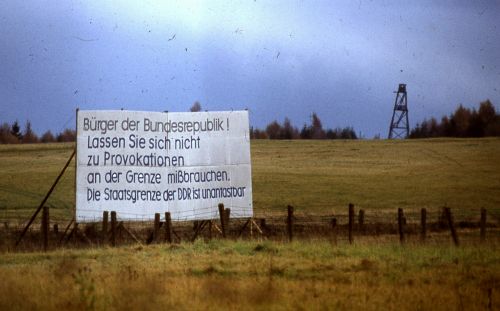 Bürger der Bundesrepublik !
Lassen Sie sich nicht
zu Provokationen
an der Grenze mißbrauchen.
Die Staatsgrenze der DDR ist unantastbar